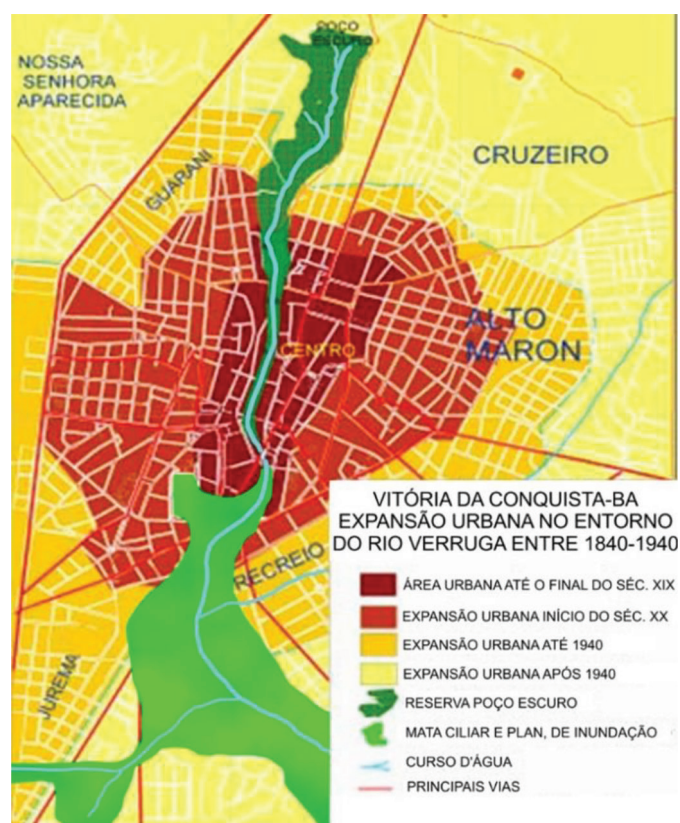 POÇO
ESCURO
NOSSA
SENHORA
APARECIDA
GUARANI
CRUZEIRO
ALTO
MARON
CENTRO
RECREIO
JUREMA
VITÓRIA DA CONQUISTA-BA
EXPANSÃO URBANA NO ENTORNO
DO RIO VERRUGA ENTRE 1840-1940
ÁREA URBANA ATÉ O FINAL DO SÉC. XIX
EXPANSÃO URBANA INÍCIO DO SÉC. XX
EXPANSÃO URBANA ATÉ 1940
EXPANSÃO URBANA APÓS 1940
RESERVA POÇO ESCURO
MATA CILIAR E PLAN, DE INUNDAÇÃO
CURSO D'ÁGUA
PRINCIPAIS VIAS